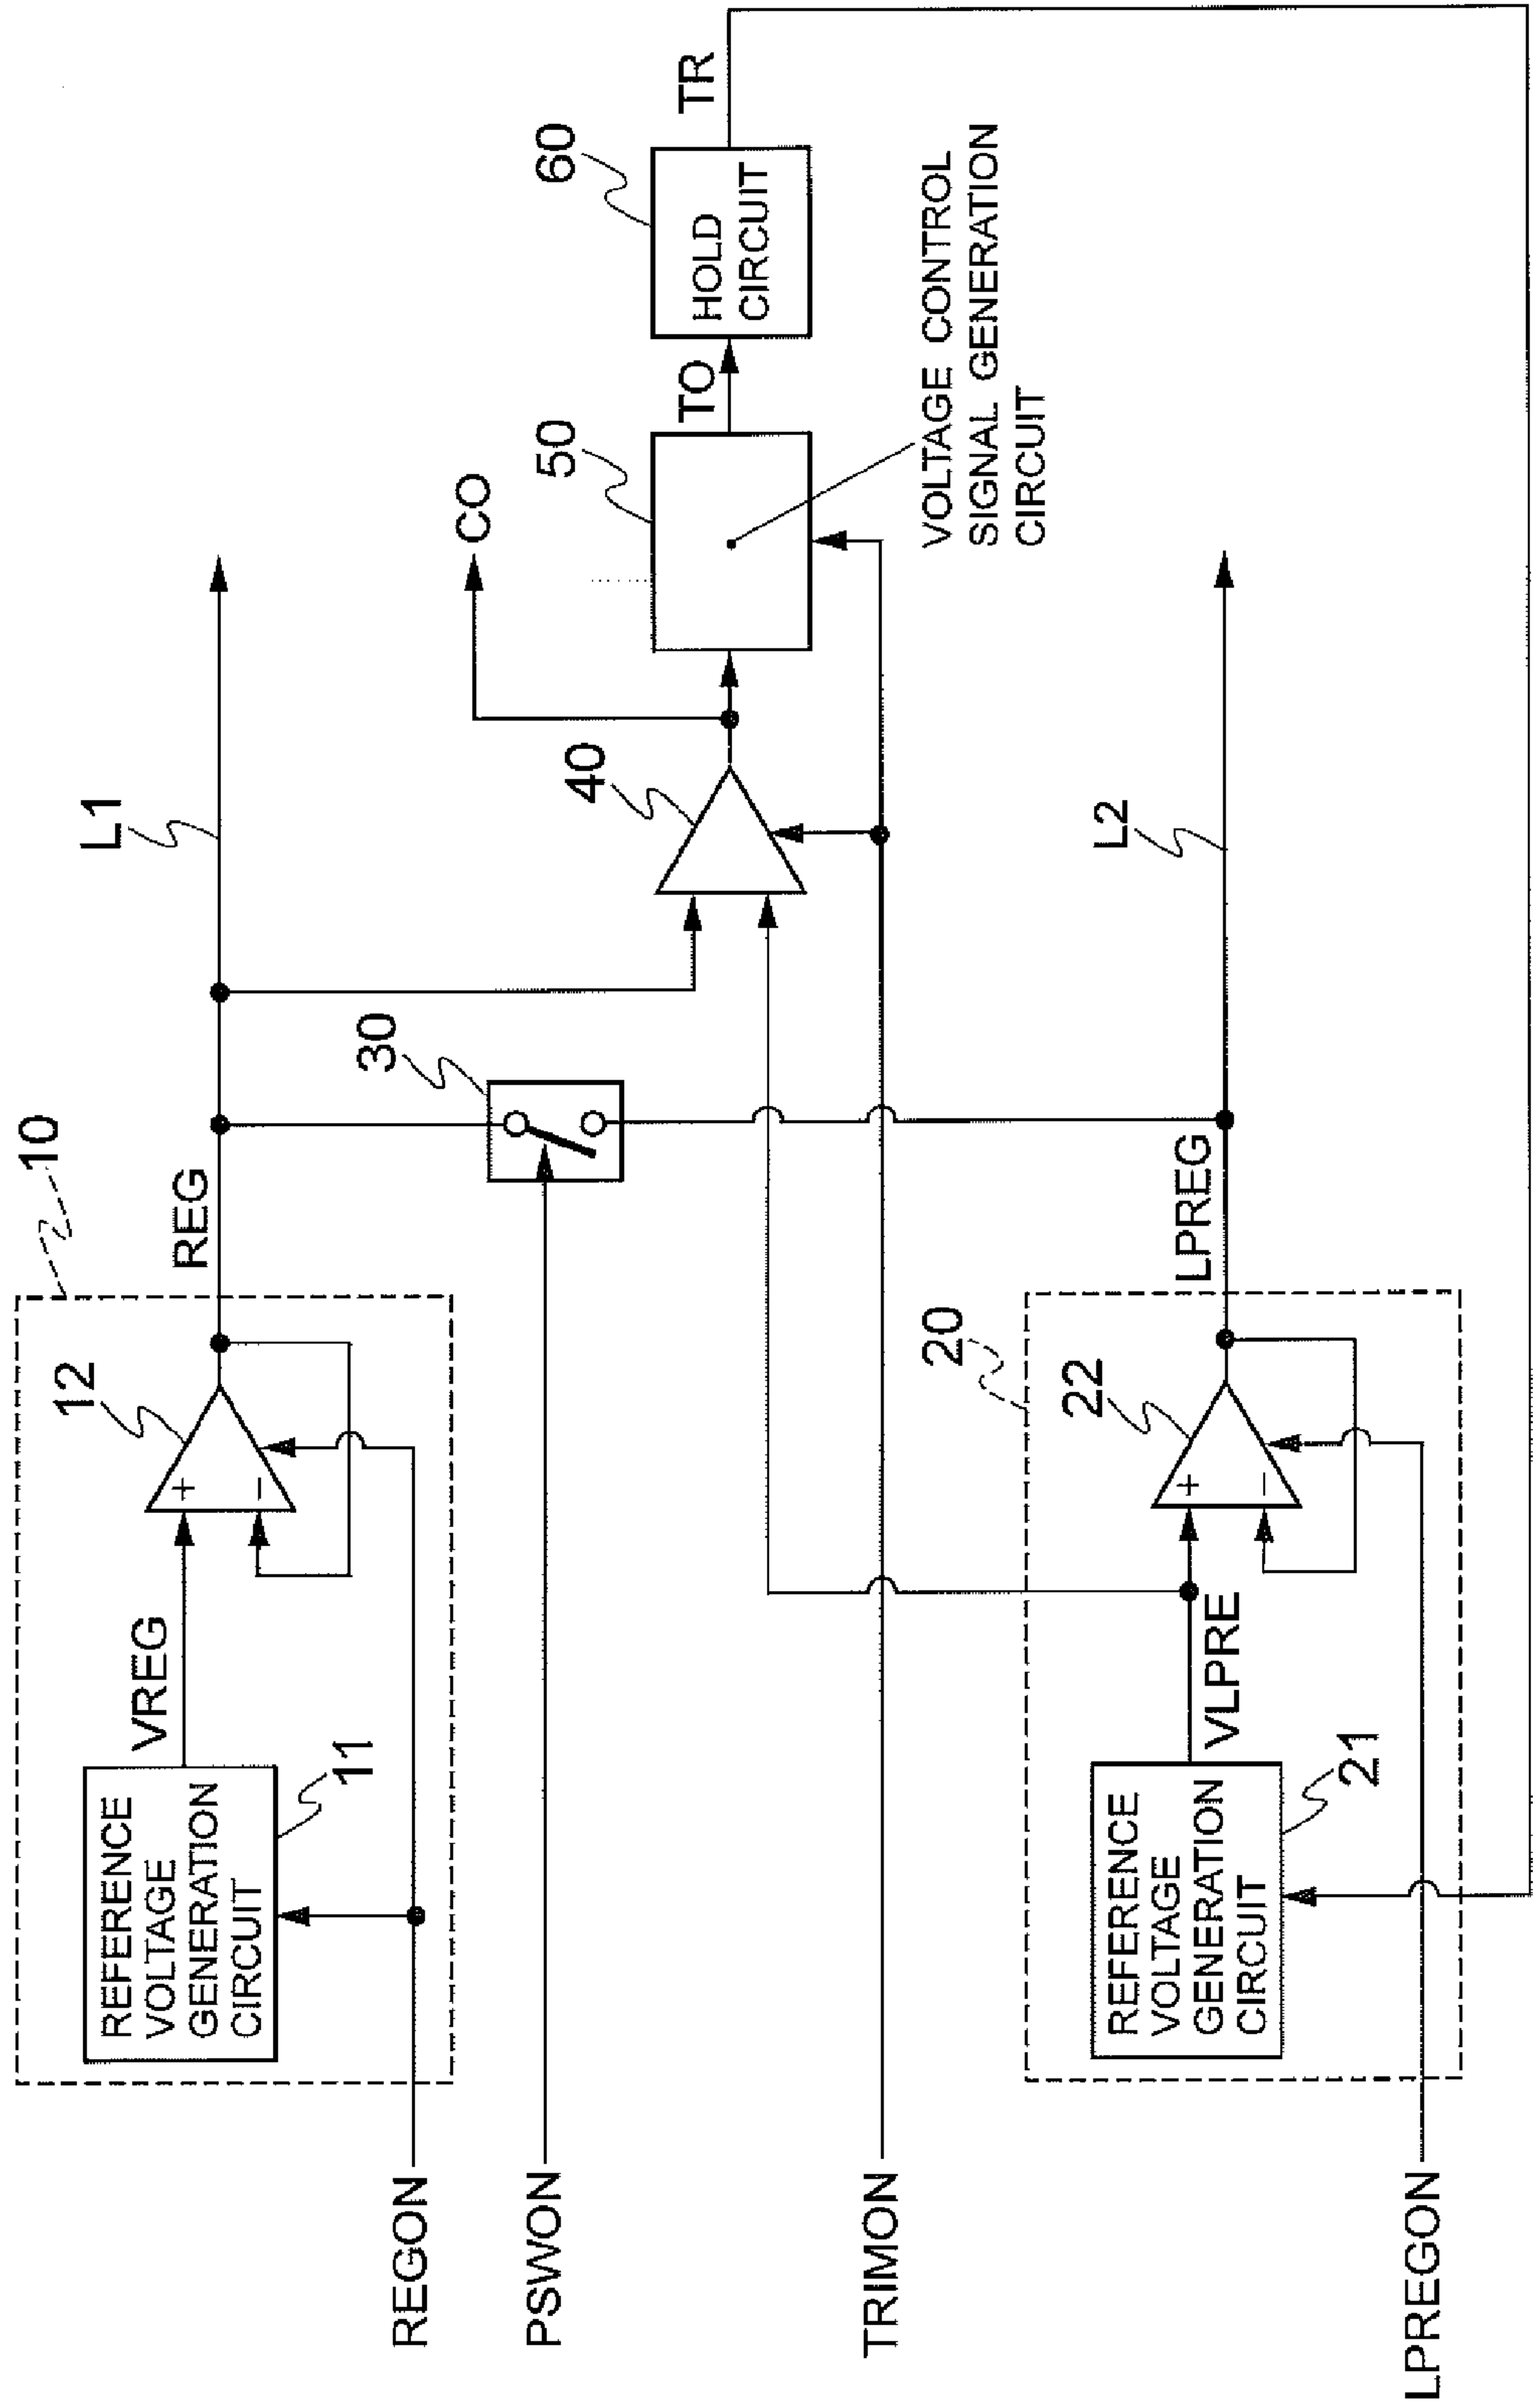 10
REFERENCE
VOLTAGE
GENERATION
CIRCUIT
11
VREG
12
+
−
REG
L1
REGON
PSWON
30
CO
40
50
TO
60
HOLD
CIRCUIT
TR
VOLTAGE CONTROL
SIGNAL GENERATION
CIRCUIT
TRIMON
20
REFERENCE
VOLTAGE
GENERATION
CIRCUIT
21
VLPRE
22
+
−
LPREG
L2
LPREGON